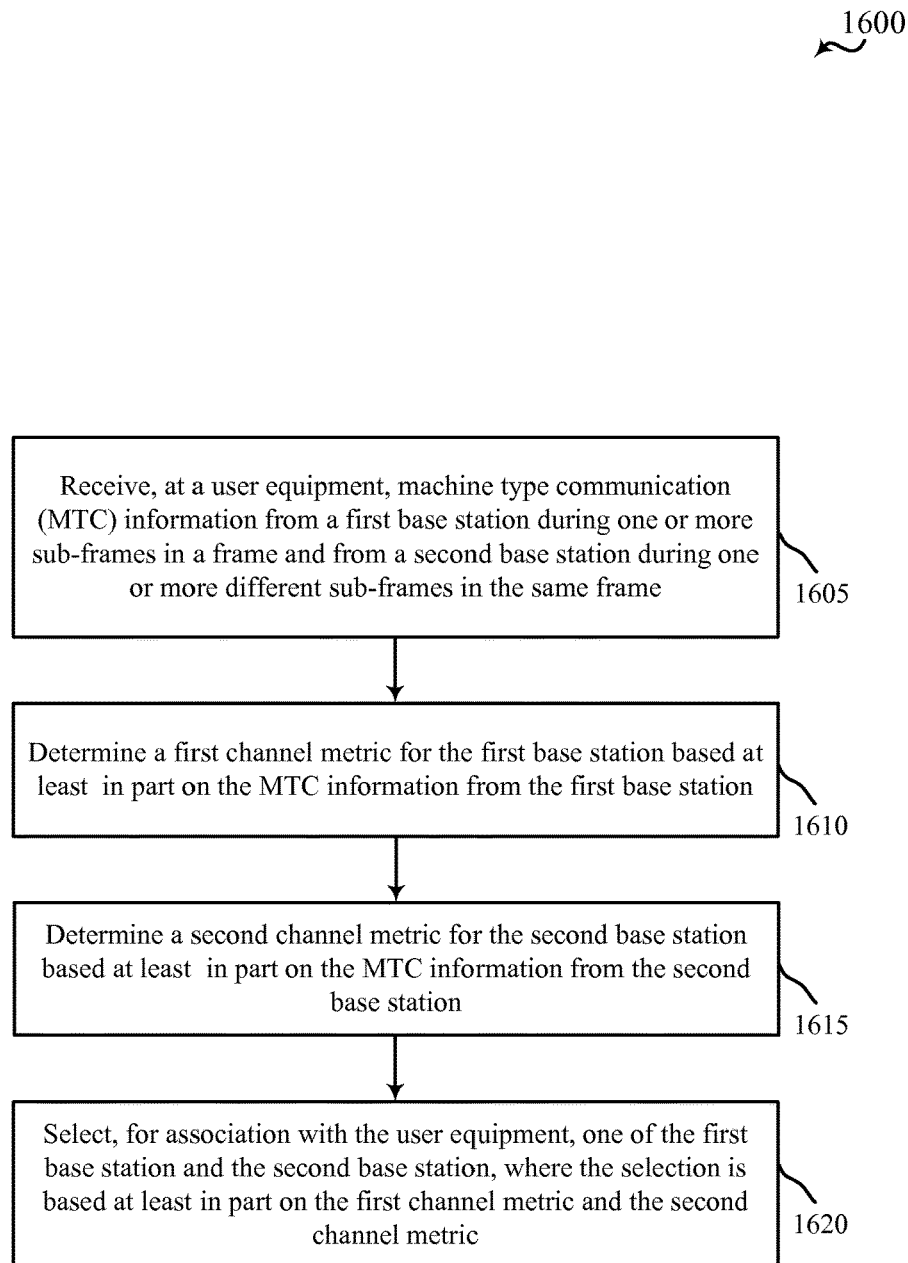 1600
Receive, at a user equipment, machine type communication
(MTC) information from a first base station during one or more
sub-frames in a frame and from a second base station during one
or more different sub-frames in the same frame
1605
Determine a first channel metric for the first base station based at
least in part on the MTC information from the first base station
1610
Determine a second channel metric for the second base station
based at least in part on the MTC information from the second
base station
1615
Select, for association with the user equipment, one of the first
base station and the second base station, where the selection is
based at least in part on the first channel metric and the second
channel metric
1620